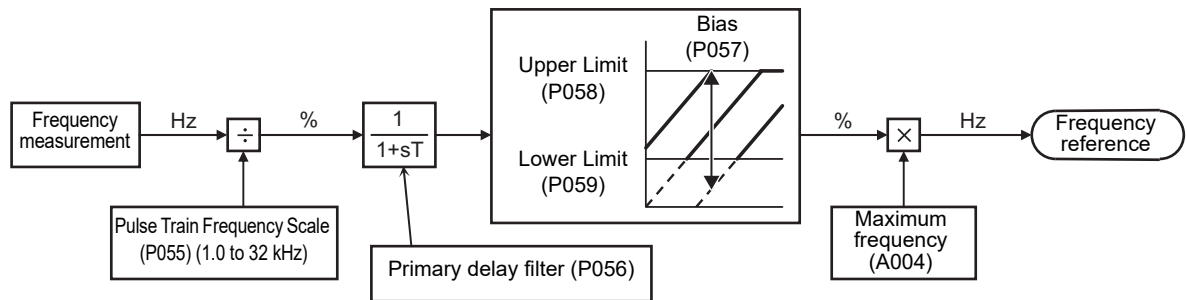 Frequency
measurement
Hz
÷
%
Pulse Train Frequency Scale
(P055) (1.0 to 32 kHz)
1
1+sT
Primary delay filter (P056)
Bias
(P057)
Upper Limit
(P058)
Lower Limit
(P059)
%
×
Hz
Maximum
frequency
(A004)
Frequency
reference